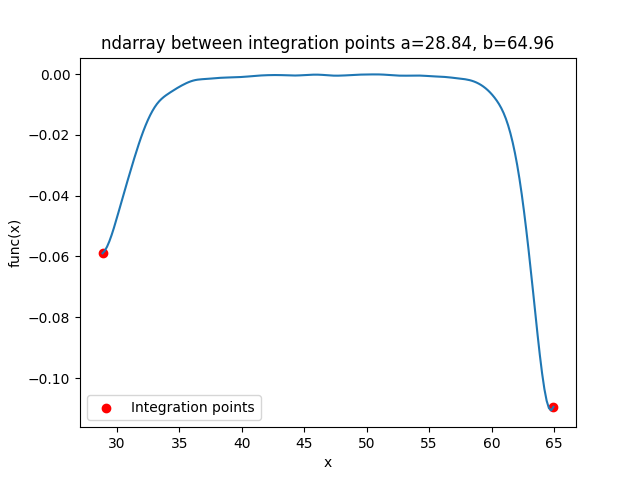 ndarray between integration points a=28.84, b=64.96
0.00
−0.02
−0.04
−0.06
−0.08
−0.10
func(x)
Integration points
30 35 40 45 50 55 60 65
x